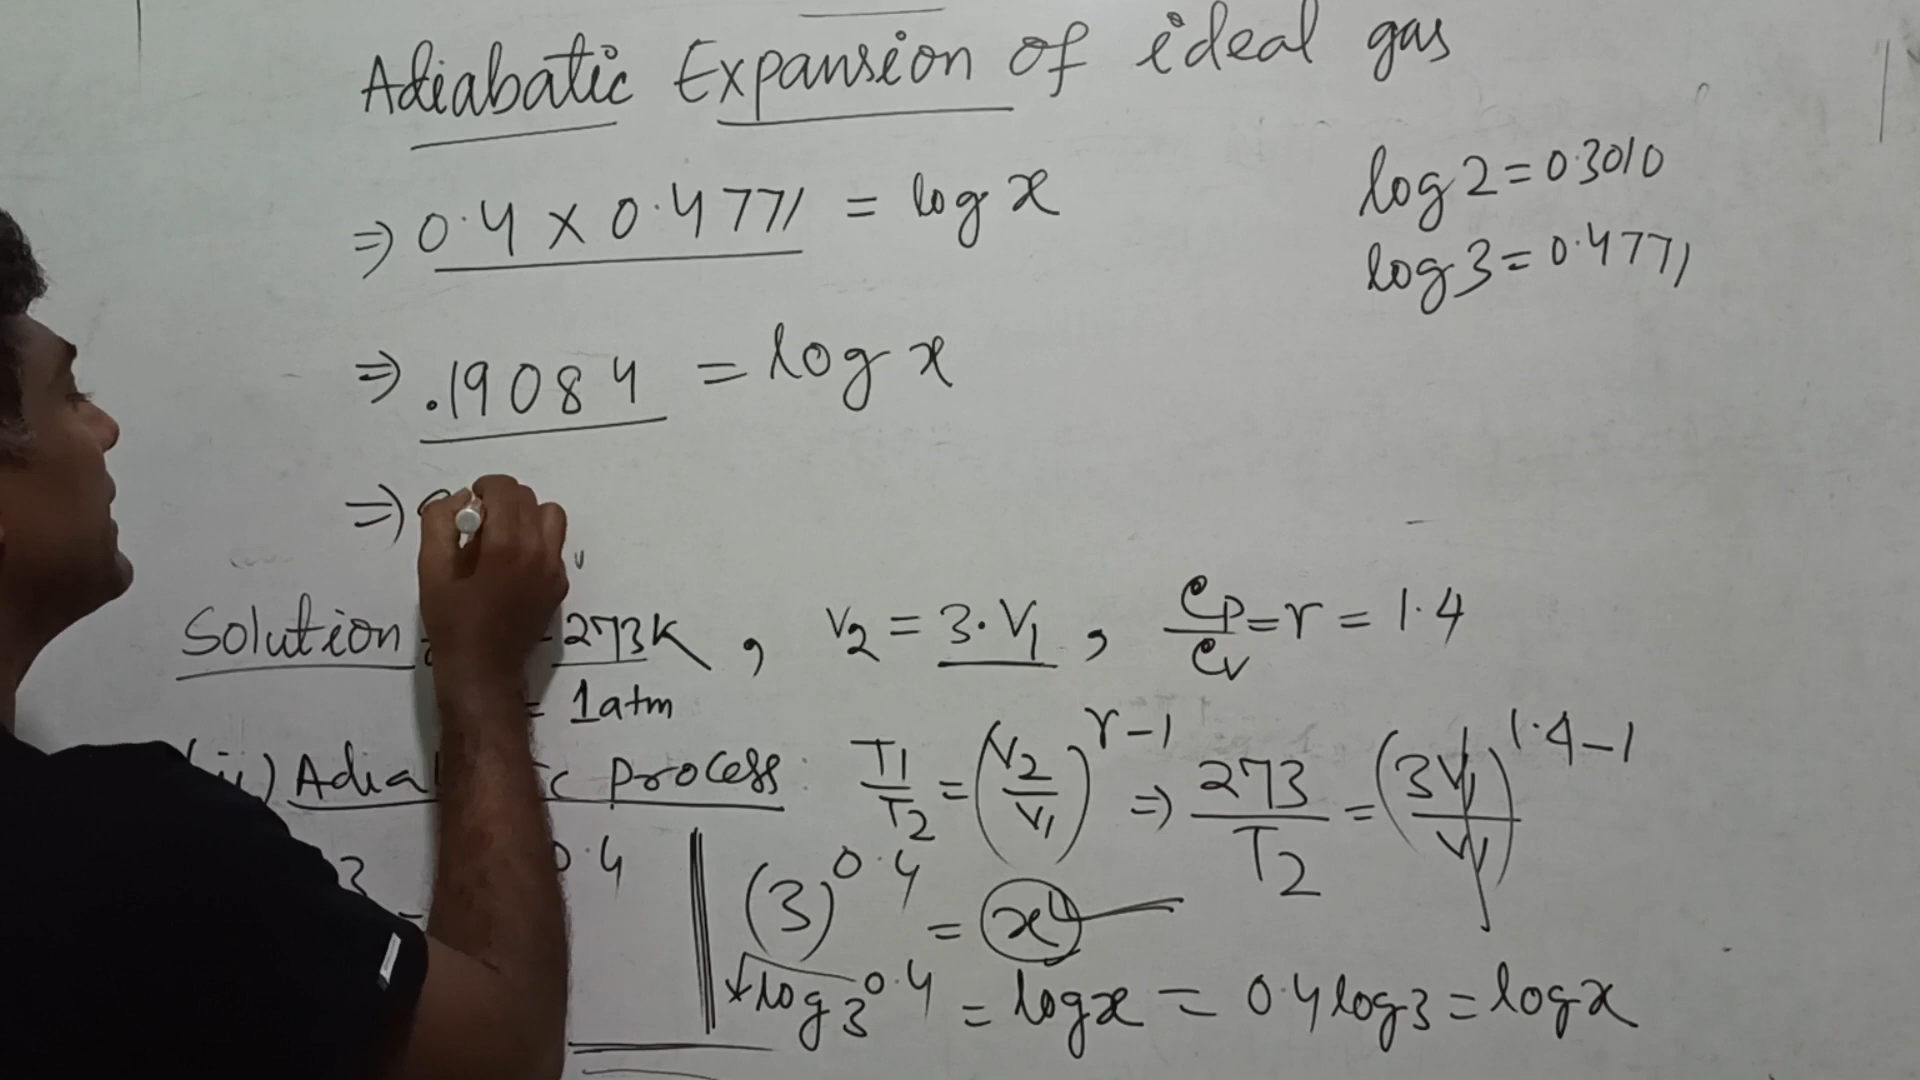 Adiabatic Expansion of ideal gas
⇒ 0.4 × 0.4771 = log x
log 2 = 0.3010
log 3 = 0.4771
⇒ .19084 = log x
⇒
Solution 273K , V2 = 3.V1 , Cp/Cv = r = 1.4
= 1atm
(ii) Adia c process T1/T2 = (V2/V1)^r-1 ⇒ 273/T2 = (3V1/V1)^1.4-1
3 0.4
(3)^0.4 = x
log 3^0.4 = log x = 0.4 log 3 = log x